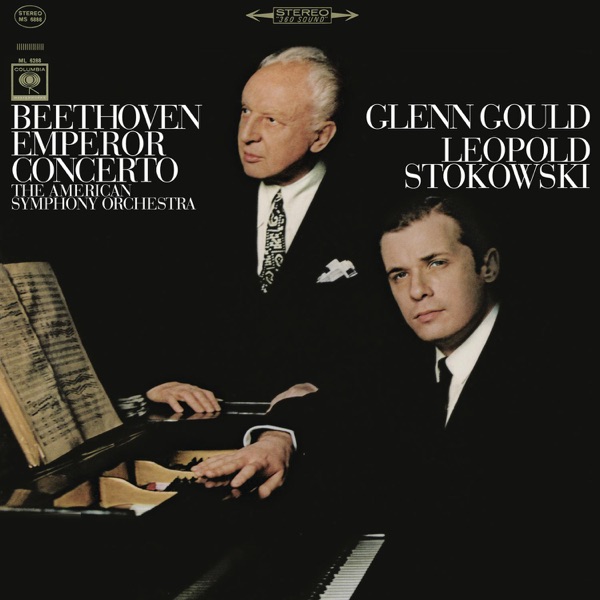 STEREO
MS 6888
STEREO
"360 SOUND"
ML 6288
COLUMBIA
BEETHOVEN
EMPEROR
CONCERTO
THE AMERICAN
SYMPHONY ORCHESTRA
GLENN GOULD
LEOPOLD
STOKOWSKI